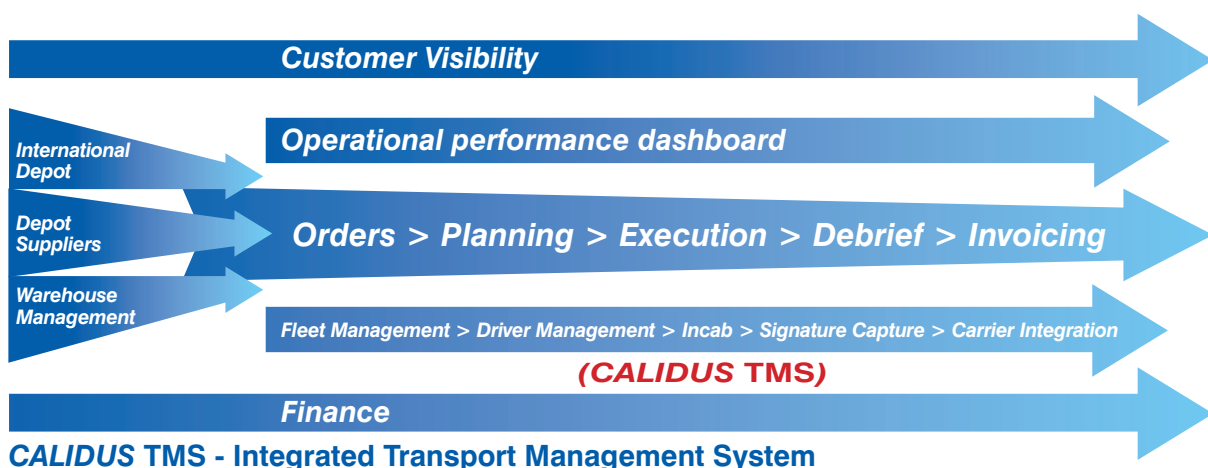 Customer Visibility
Operational performance dashboard
International
Depot
Depot
Suppliers
Orders > Planning > Execution > Debrief > Invoicing
Warehouse
Management
Fleet Management > Driver Management > Incab > Signature Capture > Carrier Integration
(CALIDUS TMS)
Finance
CALIDUS TMS - Integrated Transport Management System